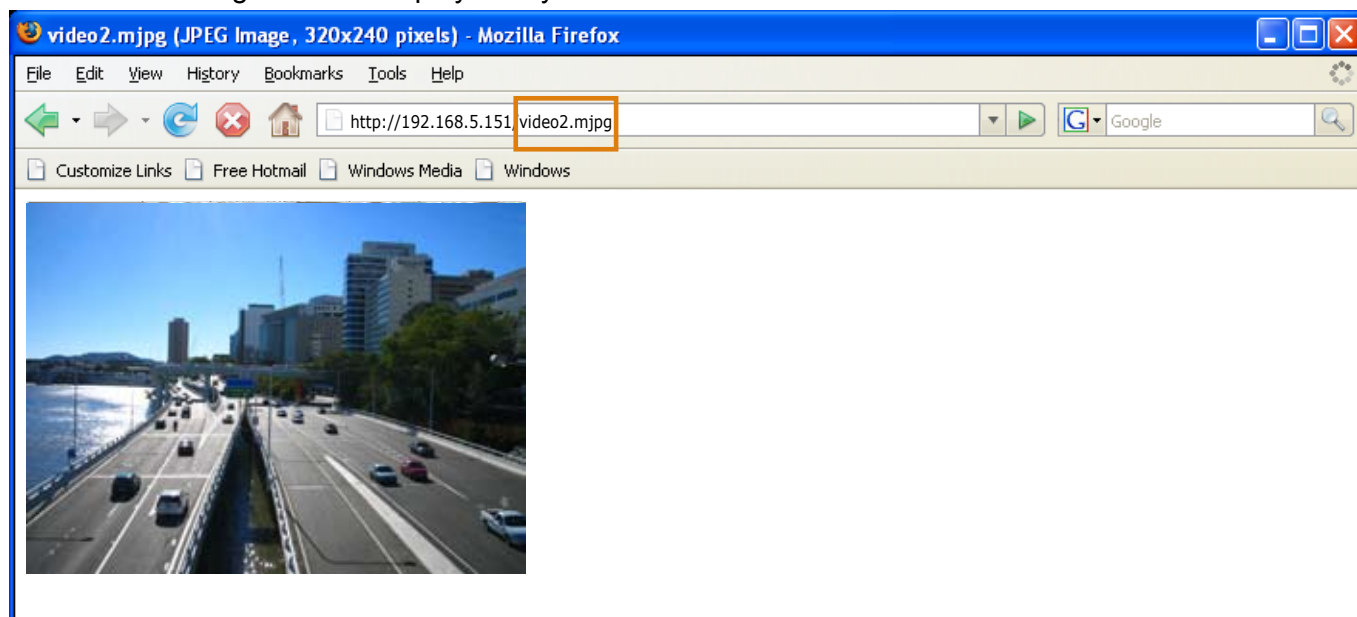 video2.mjpg (JPEG Image, 320x240 pixels) - Mozilla Firefox
File Edit View History Bookmarks Tools Help
http://192.168.5.151/video2.mjpg G Google
Customize Links Free Hotmail Windows Media Windows